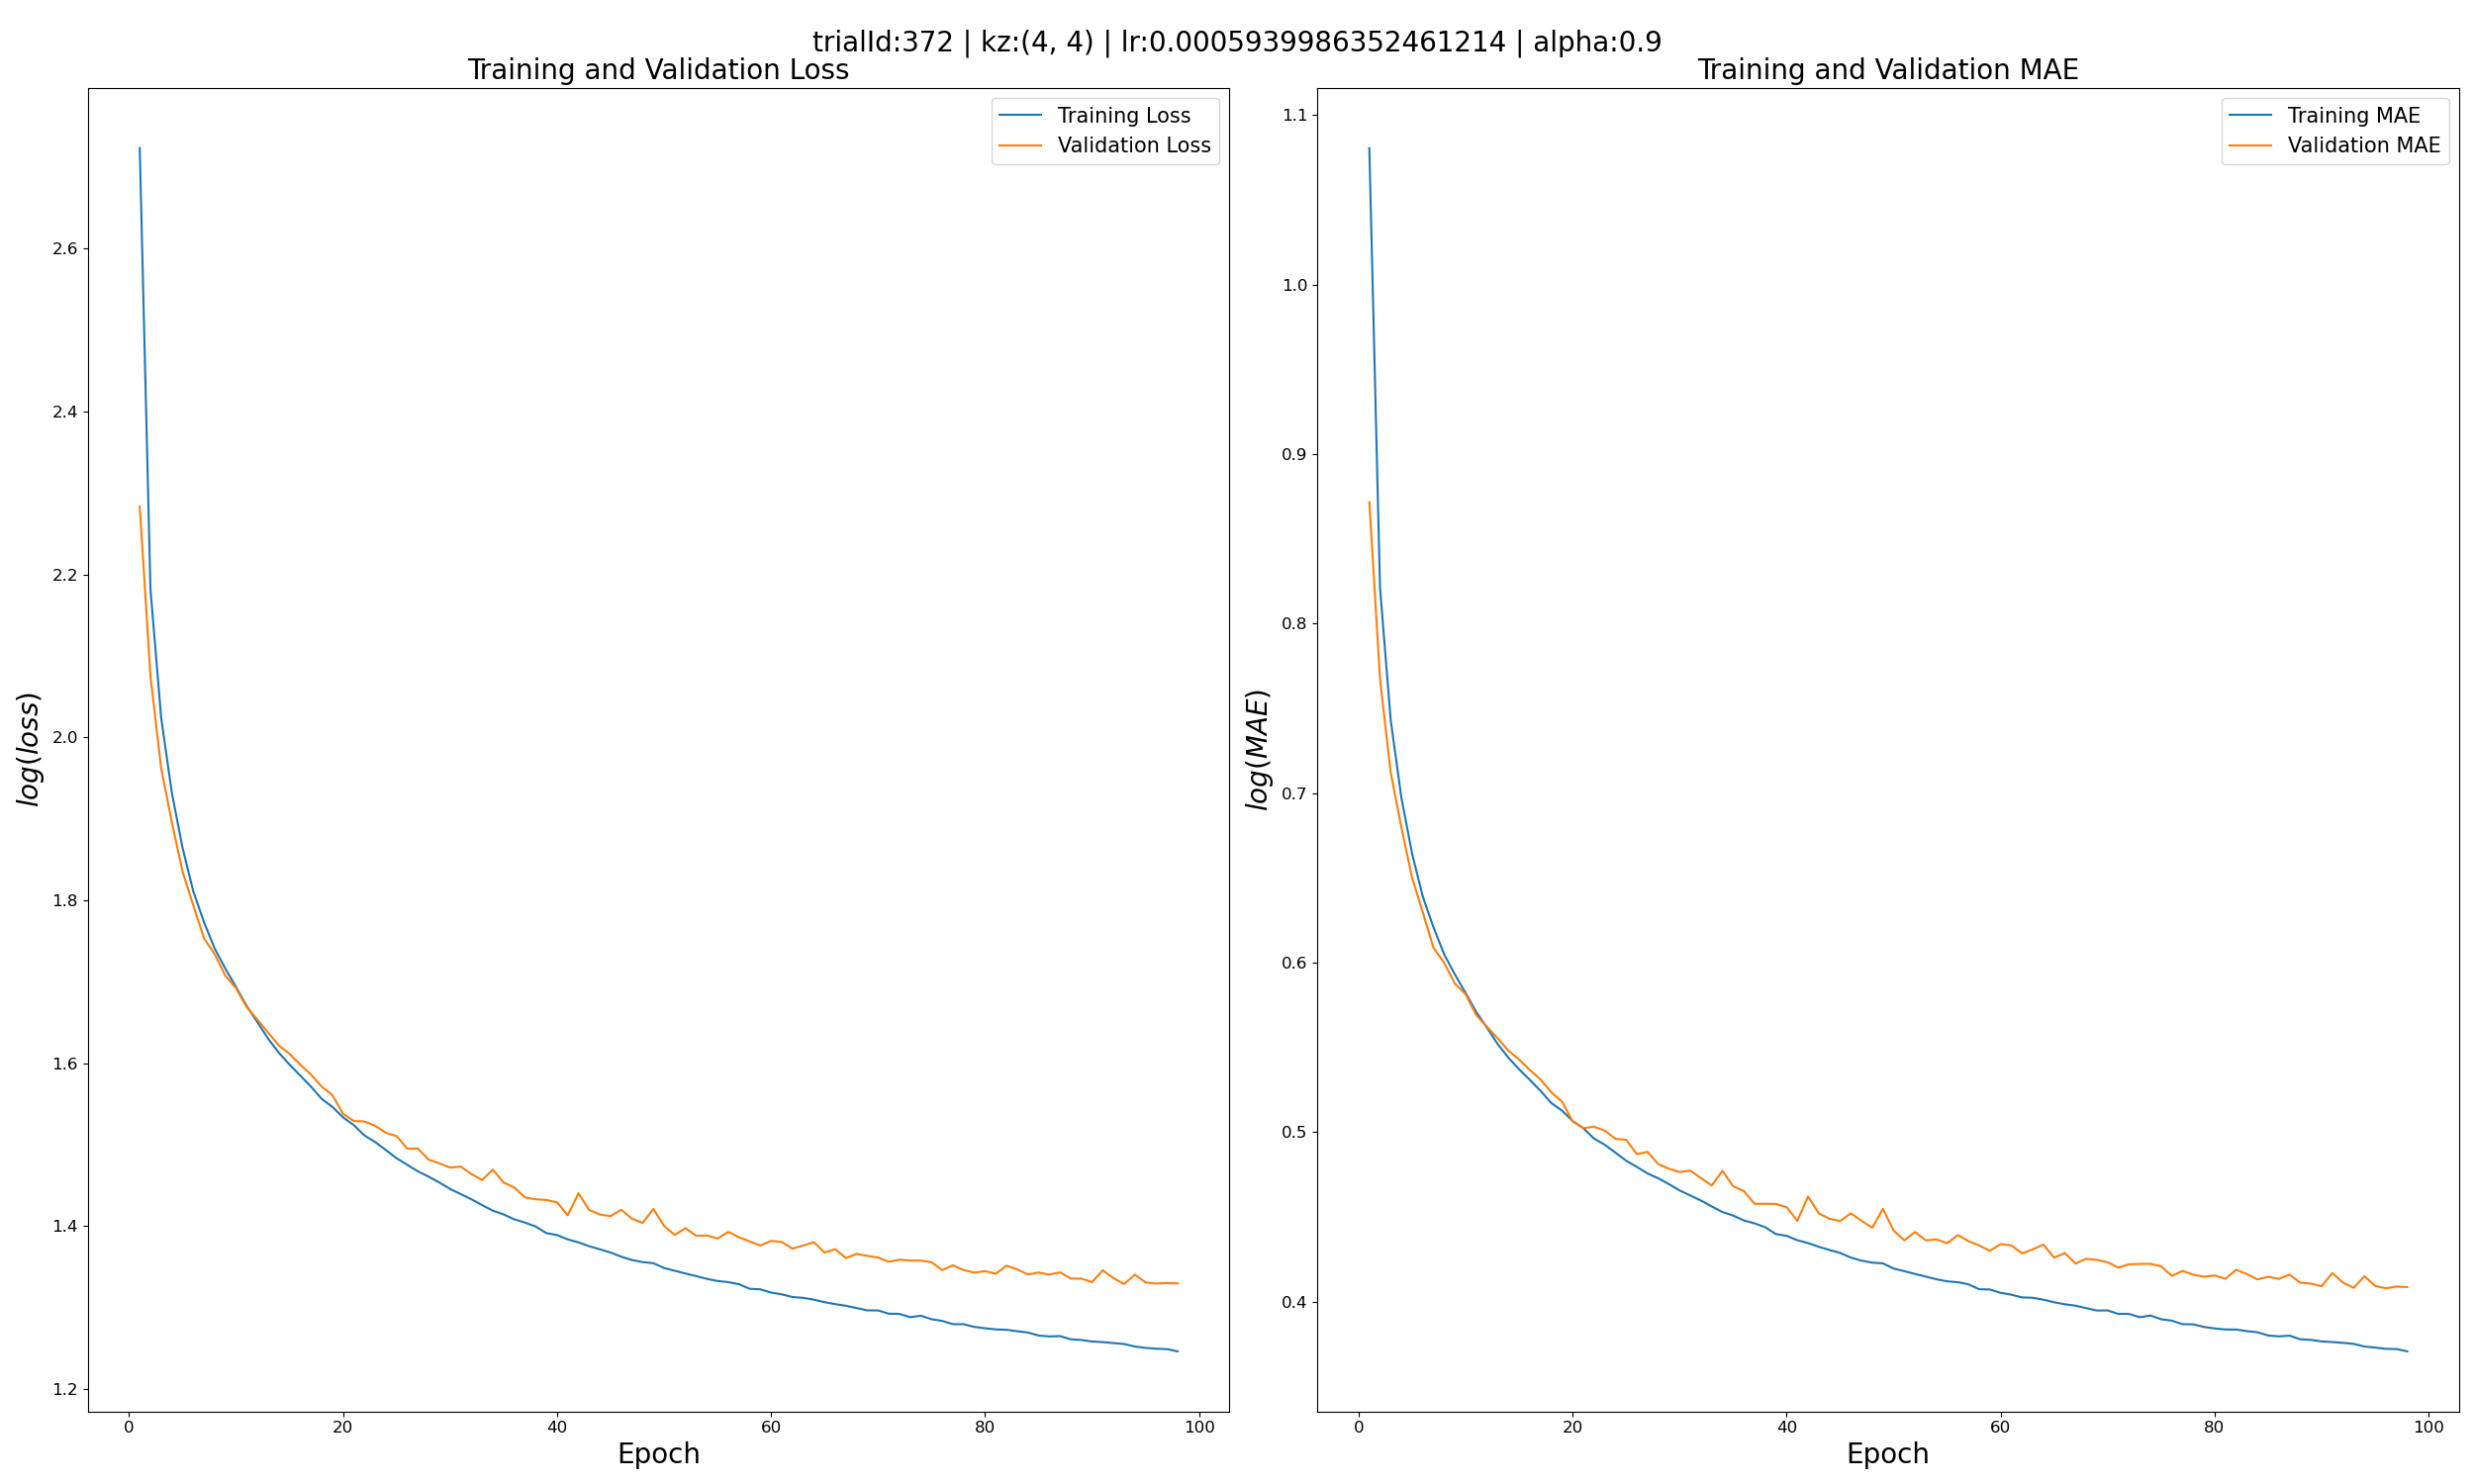 trialId:372 | kz:(4, 4) | lr:0.0005939986352461214 | alpha:0.9
Training and Validation Loss
Training Loss
Validation Loss
log(loss)
2.6
2.4
2.2
2.0
1.8
1.6
1.4
1.2
0 20 40 60 80 100
Epoch
Training and Validation MAE
Training MAE
Validation MAE
log(MAE)
1.1
1.0
0.9
0.8
0.7
0.6
0.5
0.4
0 20 40 60 80 100
Epoch